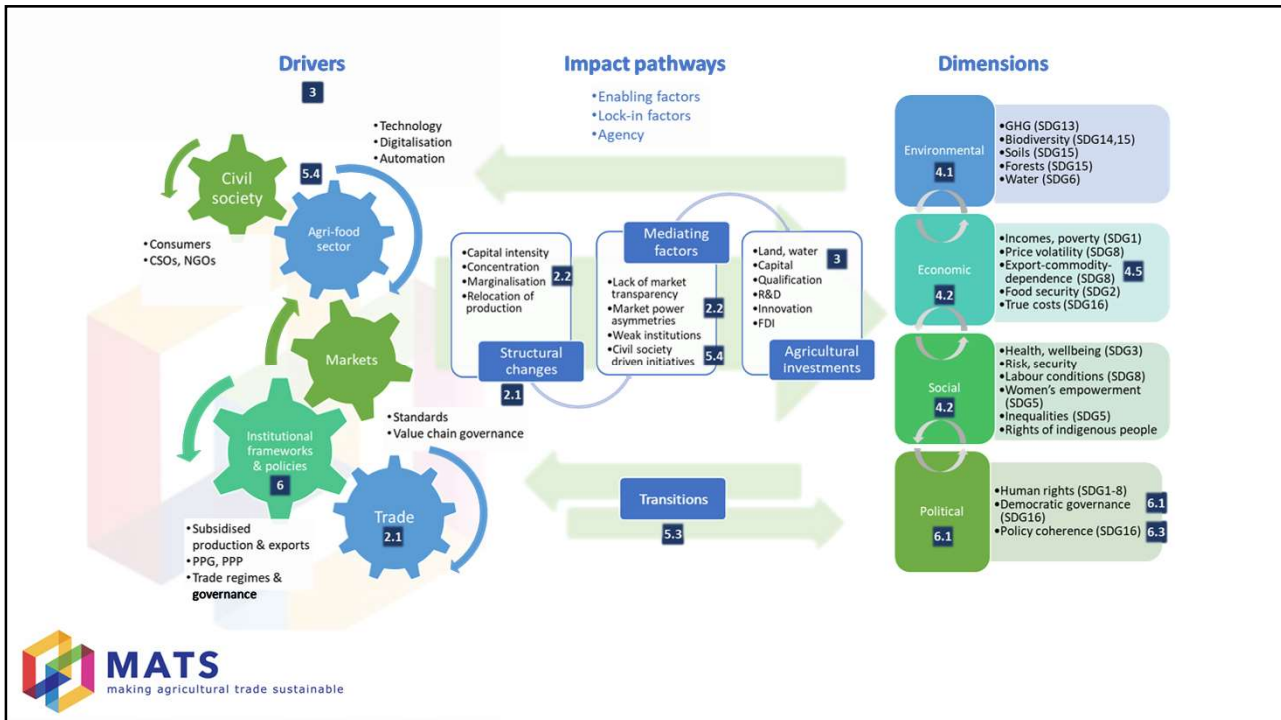 Drivers
3
•Technology
•Digitalisation
•Automation
Civil
society
5.4
Agri-food
sector
•Consumers
•CSOs, NGOs
Markets
Institutional
frameworks
& policies
6
•Standards
•Value chain governance
Trade
2.1
•Subsidised
production & exports
•PPG, PPP
•Trade regimes &
governance
Impact pathways
•Enabling factors
•Lock-in factors
•Agency
•Capital intensity
•Concentration
•Marginalisation
•Relocation of
production
2.2
Structural
changes
2.1
Mediating
factors
•Lack of market
transparency
•Market power
asymmetries
•Weak institutions
•Civil society
driven initiatives
2.2
5.4
•Land, water
•Capital
•Qualification
•R&D
•Innovation
•FDI
3
Agricultural
investments
Transitions
5.3
Dimensions
Environmental
4.1
•GHG (SDG13)
•Biodiversity (SDG14,15)
•Soils (SDG15)
•Forests (SDG15)
•Water (SDG6)
Economic
4.2
•Incomes, poverty (SDG1)
•Price volatility (SDG8)
•Export-commodity-
dependence (SDG8)
•Food security (SDG2)
•True costs (SDG16)
4.5
Social
4.2
•Health, wellbeing (SDG3)
•Risk, security
•Labour conditions (SDG8)
•Women's empowerment
(SDG5)
•Inequalities (SDG5)
•Rights of indigenous people
Political
6.1
•Human rights (SDG1-8)
•Democratic governance
(SDG16)
•Policy coherence (SDG16)
6.1
6.3
MATS
making agricultural trade sustainable